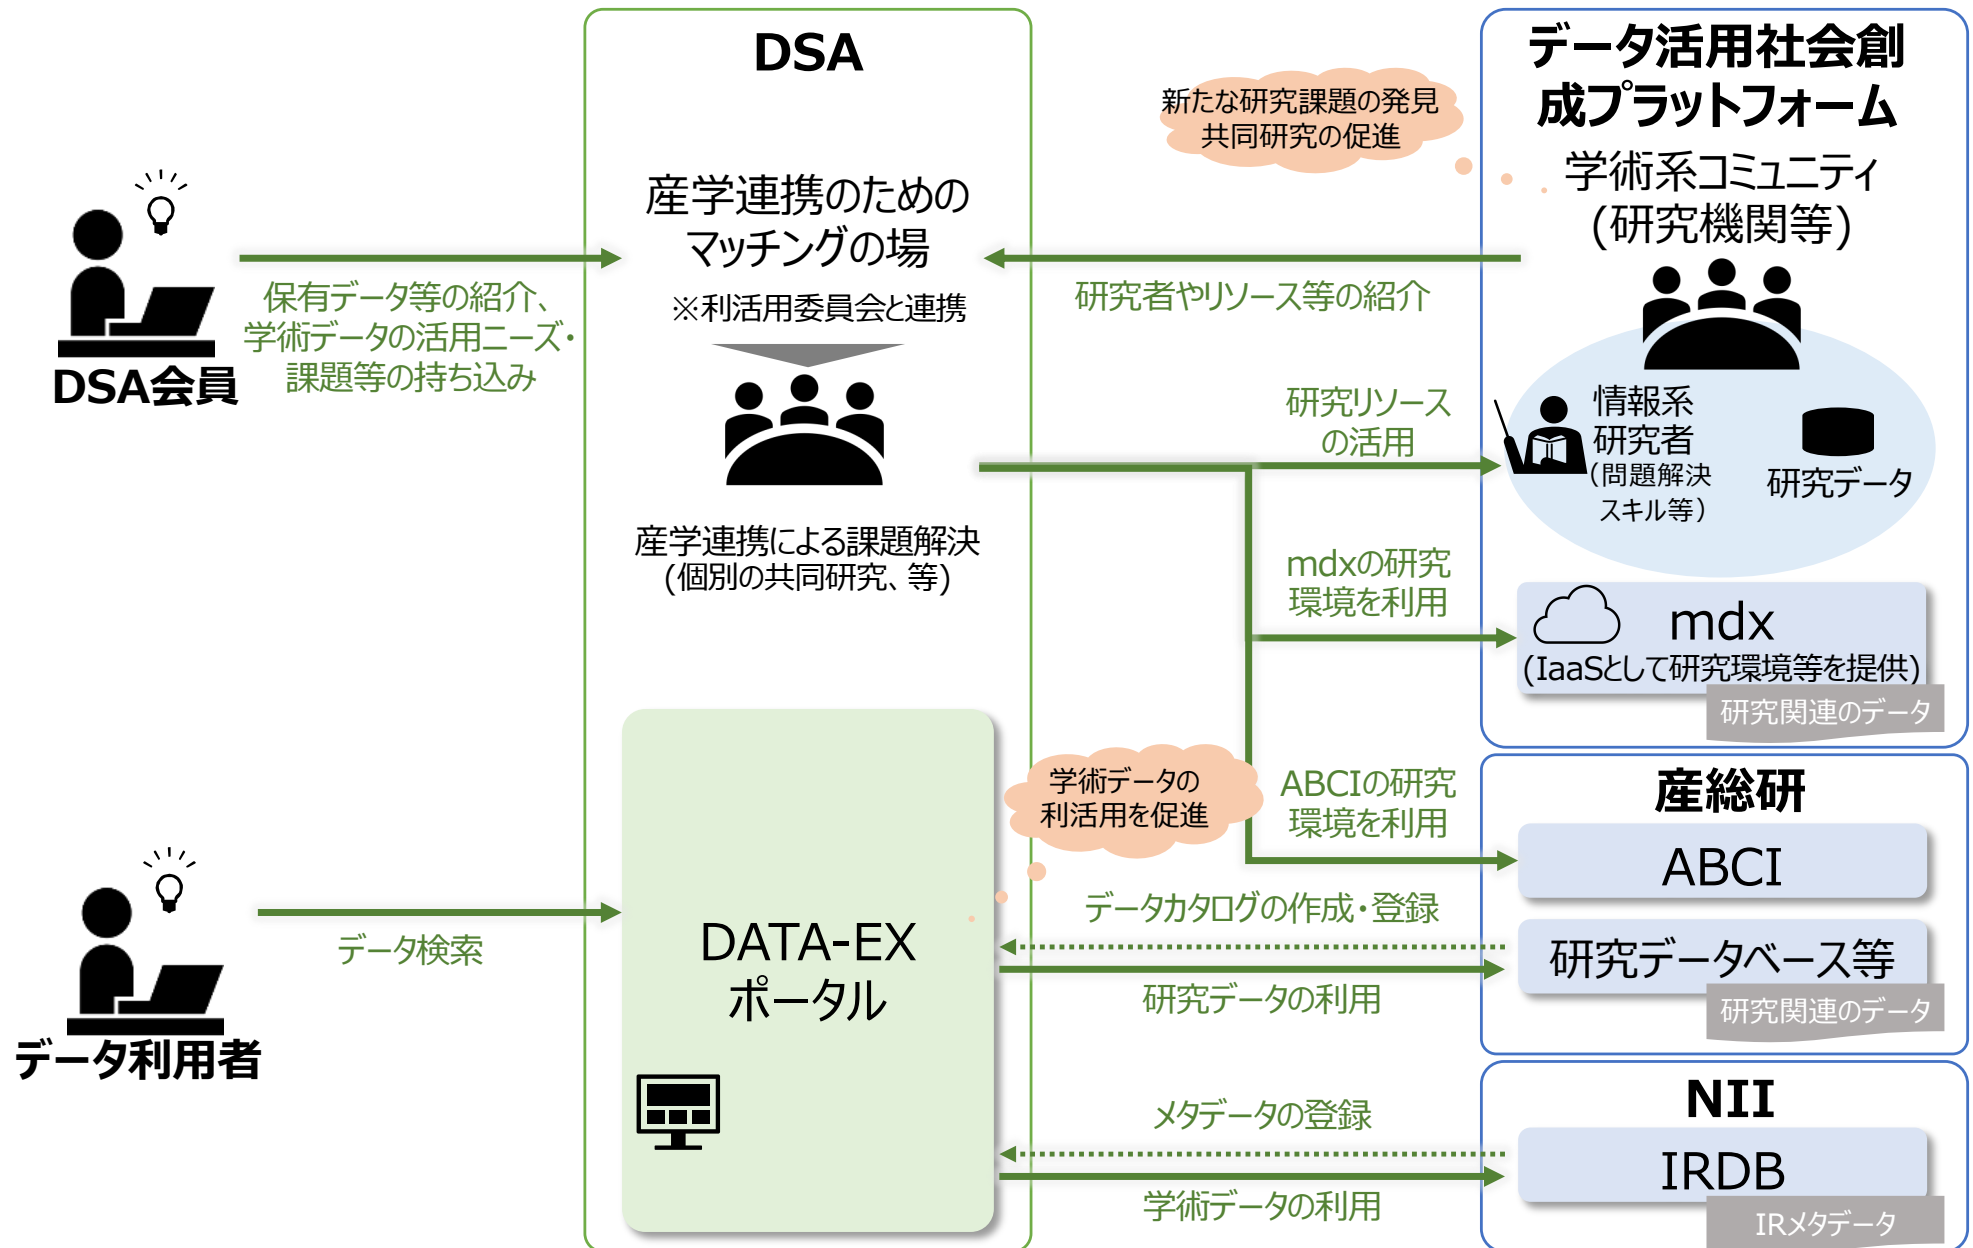 DSA
産学連携のための
マッチングの場
※利活用委員会と連携
産学連携による課題解決
(個別の共同研究、等)
DSA会員
保有データ等の紹介、
学術データの活用ニーズ・
課題等の持ち込み
新たな研究課題の発見
共同研究の促進
研究者やリソース等の紹介
データ活用社会創
成プラットフォーム
学術系コミュニティ
(研究機関等)
情報系
研究者
(問題解決
スキル等)
研究データ
研究リソース
の活用
mdxの研究
環境を利用
mdx
(IaaSとして研究環境等を提供)
研究関連のデータ
学術データの
利活用を促進
ABCIの研究
環境を利用
産総研
ABCI
データカタログの作成・登録
研究データベース等
研究データの利用
研究関連のデータ
データ利用者
データ検索
DATA-EX
ポータル
NII
メタデータの登録
IRDB
学術データの利用
IRメタデータ